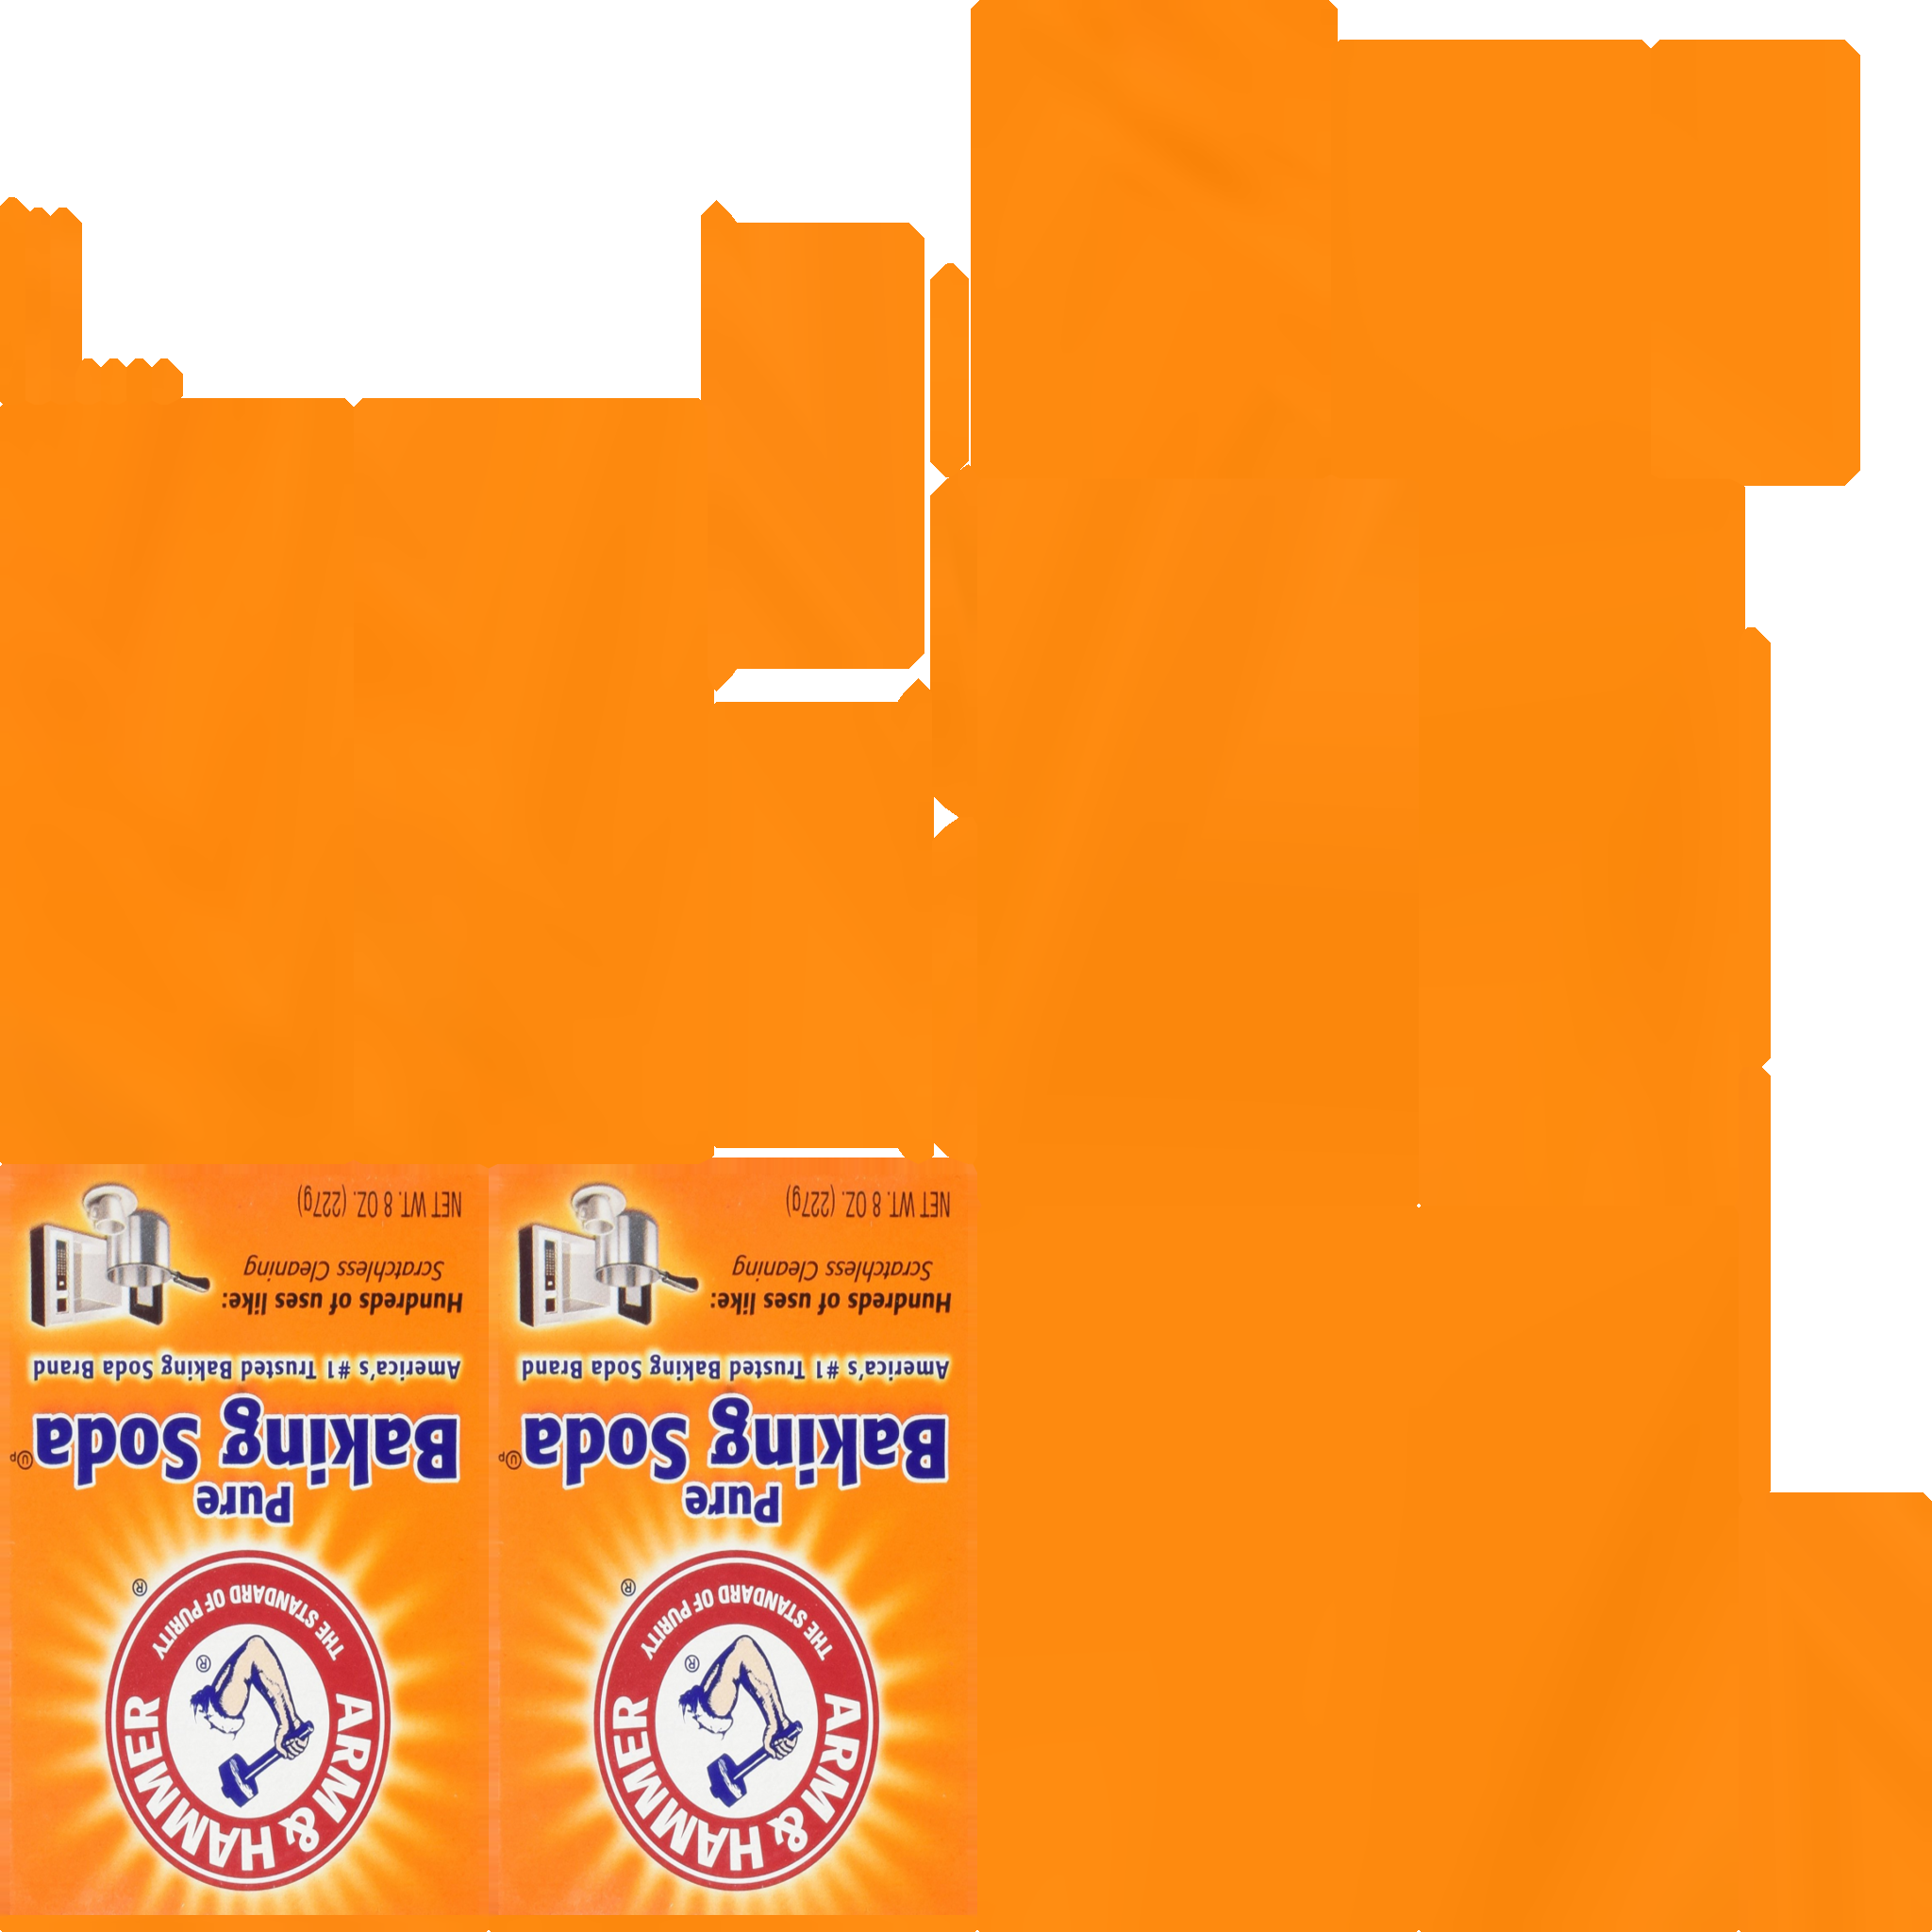 ARM & HAMMER
THE STANDARD OF PURITY
®
®
Pure
Baking Soda
America's #1 Trusted Baking Soda Brand
Hundreds of uses like:
Scratchless Cleaning
NET WT. 8 OZ. (227g)
ARM & HAMMER
THE STANDARD OF PURITY
®
®
Pure
Baking Soda
America's #1 Trusted Baking Soda Brand
Hundreds of uses like:
Scratchless Cleaning
NET WT. 8 OZ. (227g)